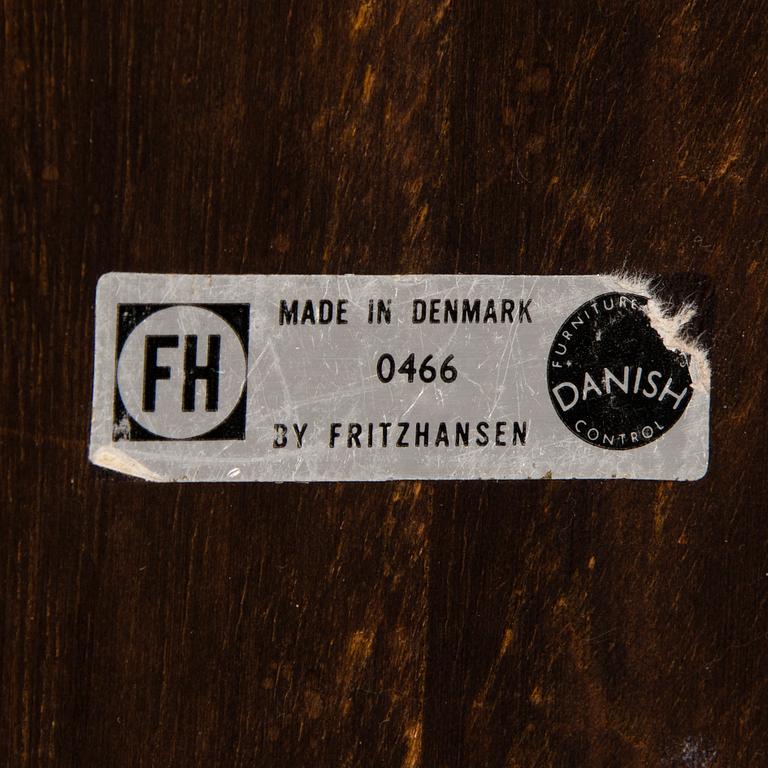 FH
MADE IN DENMARK
0466
BY FRITZHANSEN
FURNITURE
DANISH
CONTROL